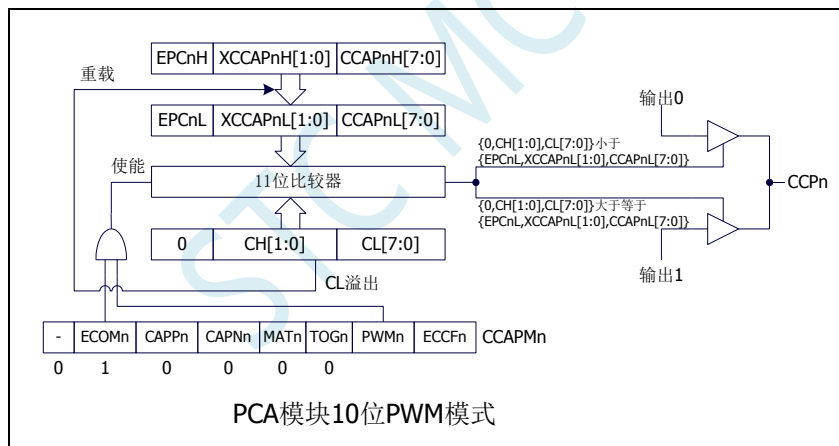 EPCnH XCCAPnH[1:0] CCAPnH[7:0]
重载
EPCnL XCCAPnL[1:0] CCAPnL[7:0]
使能
11位比较器
0 CH[1:0] CL[7:0]
CL溢出
- ECOMn CAPPn CAPNn MATn TOGn PWMn ECCFn CCAPMn
0 1 0 0 0 0
输出0
{0,CH[1:0],CL[7:0]}小于
{EPCnL,XCCAPnL[1:0],CCAPnL[7:0]}
CCPn
{0,CH[1:0],CL[7:0]}大于等于
{EPCnL,XCCAPnL[1:0],CCAPnL[7:0]}
输出1
PCA模块10位PWM模式
STC MC